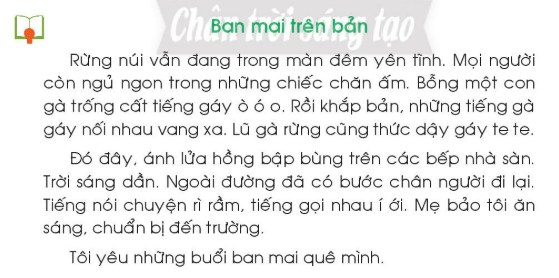 Chân trời sáng tạo
Ban mai trên bản
Rừng núi vẫn đang trong màn đêm yên tĩnh. Mọi người
còn ngủ ngon trong những chiếc chăn ấm. Bỗng một con
gà trống cất tiếng gáy ò ó o. Rồi khắp bản, những tiếng gà
gáy nối nhau vang xa. Lũ gà rừng cũng thức dậy gáy te te.
Đó đây, ánh lửa hồng bập bùng trên các bếp nhà sàn.
Trời sáng dần. Ngoài đường đã có bước chân người đi lại.
Tiếng nói chuyện rì rầm, tiếng gọi nhau í ới. Mẹ bảo tôi ăn
sáng, chuẩn bị đến trường.
Tôi yêu những buổi ban mai quê mình.